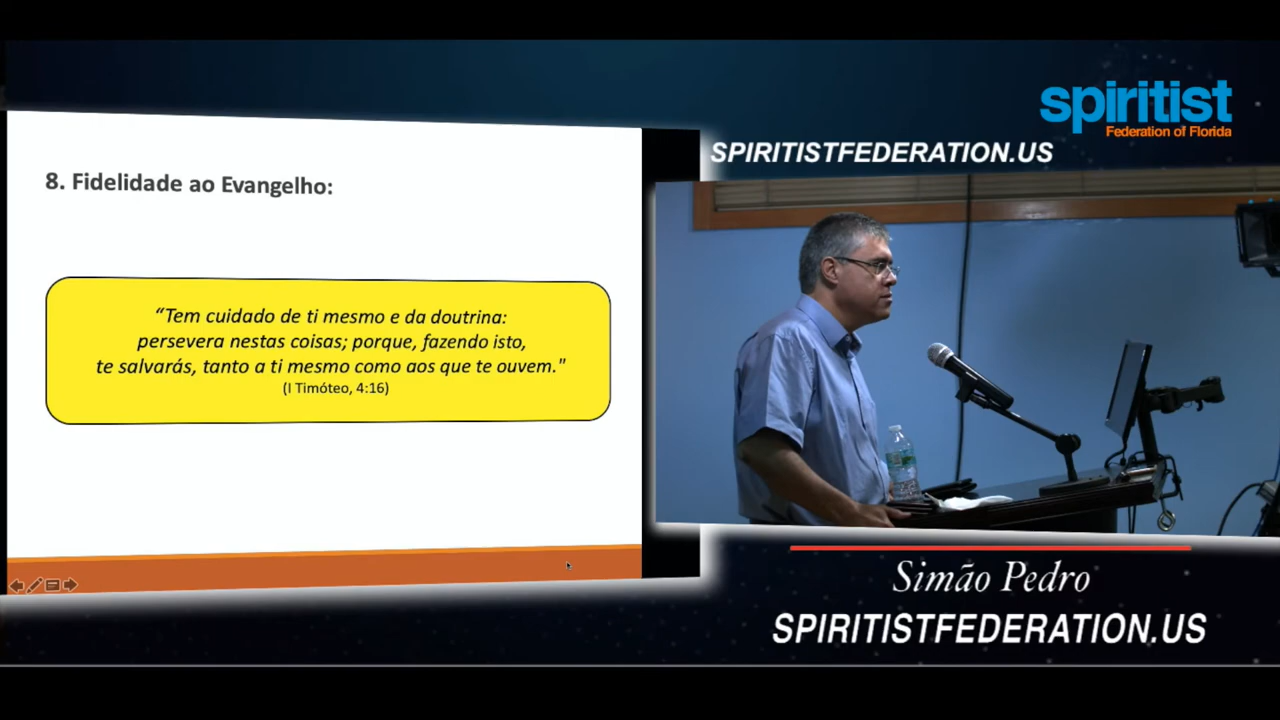 8. Fidelidade ao Evangelho:
“Tem cuidado de ti mesmo e da doutrina:
persevera nestas coisas; porque, fazendo isto,
te salvarás, tanto a ti mesmo como aos que te ouvem."
(I Timóteo, 4:16)
spiritist
Federation of Florida
SPIRITISTFEDERATION.US
Simão Pedro
SPIRITISTFEDERATION.US